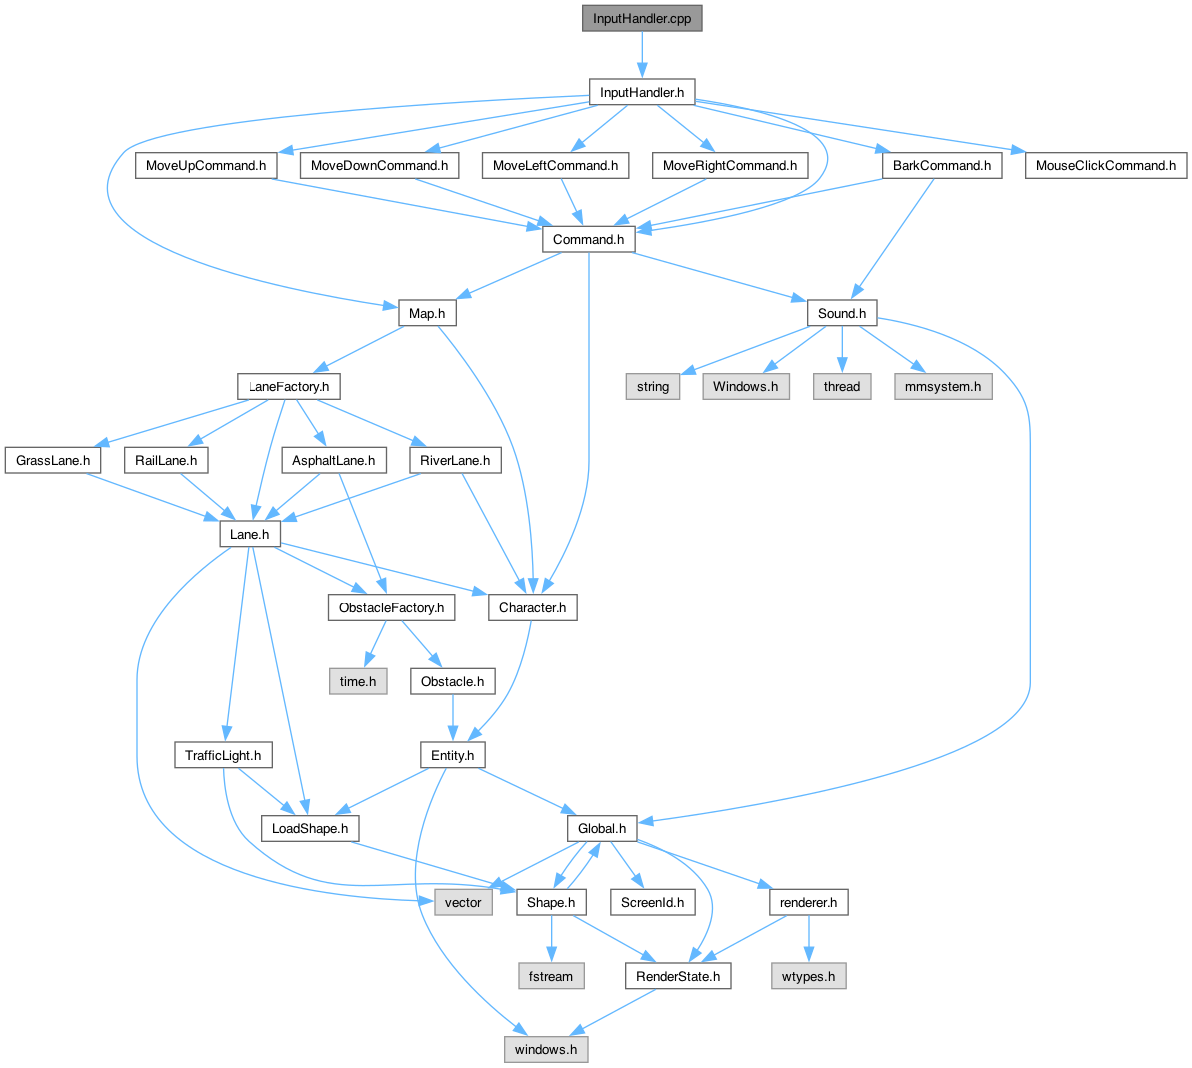 InputHandler.cpp
InputHandler.h
MoveUpCommand.h
MoveDownCommand.h
MoveLeftCommand.h
MoveRightCommand.h
BarkCommand.h
MouseClickCommand.h
Command.h
Map.h
Sound.h
LaneFactory.h
string
Windows.h
thread
mmsystem.h
GrassLane.h
RailLane.h
AsphaltLane.h
RiverLane.h
Lane.h
ObstacleFactory.h
Character.h
time.h
Obstacle.h
TrafficLight.h
Entity.h
LoadShape.h
Global.h
vector
Shape.h
ScreenId.h
renderer.h
fstream
RenderState.h
wtypes.h
windows.h